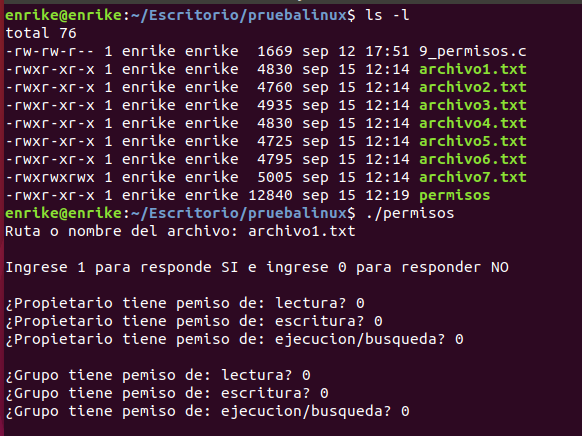 enrike@enrike:~/Escritorio/pruebalinux$ ls -l
total 76
-rw-rw-r-- 1 enrike enrike  1669 sep 12 17:51 9_permisos.c
-rwxr-xr-x 1 enrike enrike  4830 sep 15 12:14 archivo1.txt
-rwxr-xr-x 1 enrike enrike  4760 sep 15 12:14 archivo2.txt
-rwxr-xr-x 1 enrike enrike  4935 sep 15 12:14 archivo3.txt
-rwxr-xr-x 1 enrike enrike  4830 sep 15 12:14 archivo4.txt
-rwxr-xr-x 1 enrike enrike  4725 sep 15 12:14 archivo5.txt
-rwxr-xr-x 1 enrike enrike  4795 sep 15 12:14 archivo6.txt
-rwxrwxrwx 1 enrike enrike  5005 sep 15 12:14 archivo7.txt
-rwxr-xr-x 1 enrike enrike 12840 sep 15 12:19 permisos
enrike@enrike:~/Escritorio/pruebalinux$ ./permisos
Ruta o nombre del archivo: archivo1.txt
Ingrese 1 para responde SI e ingrese 0 para responder NO
¿Propietario tiene pemiso de: lectura? 0
¿Propietario tiene pemiso de: escritura? 0
¿Propietario tiene pemiso de: ejecucion/busqueda? 0
¿Grupo tiene pemiso de: lectura? 0
¿Grupo tiene pemiso de: escritura? 0
¿Grupo tiene pemiso de: ejecucion/busqueda? 0